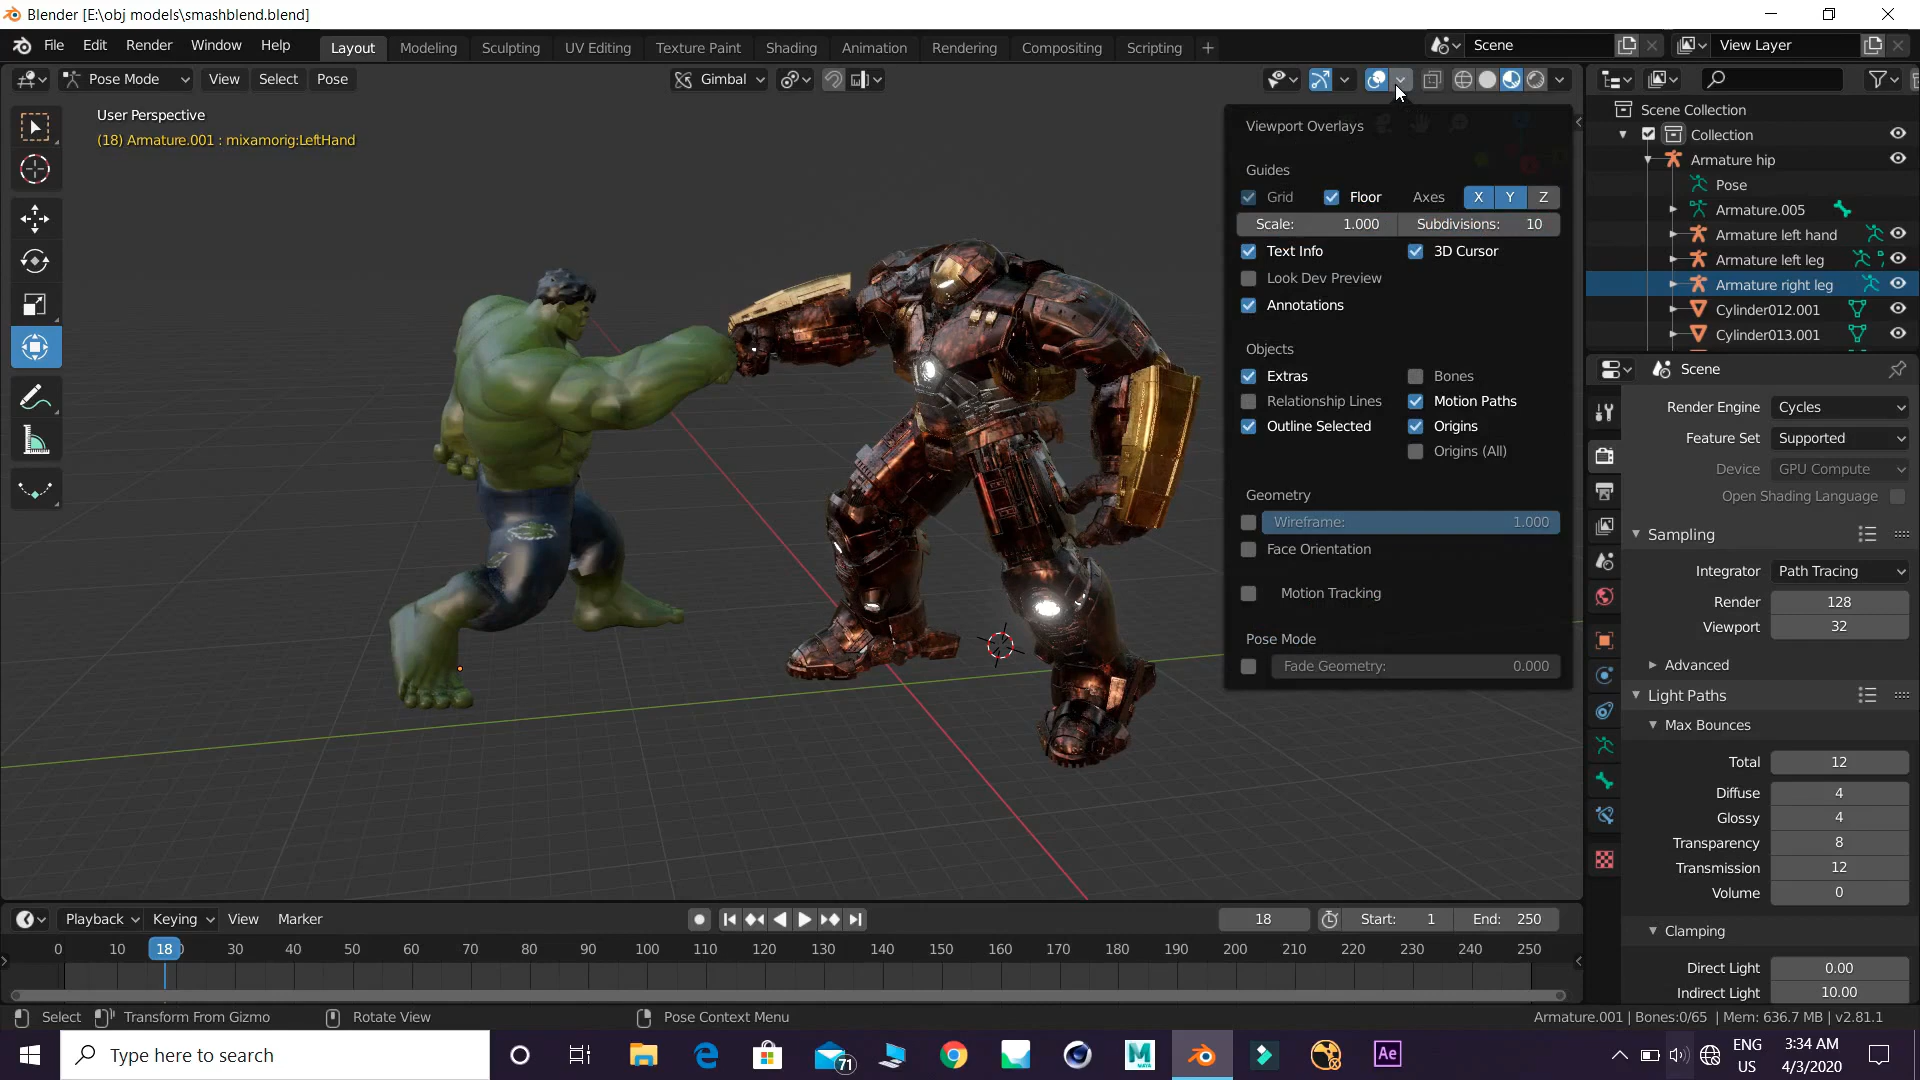 Blender [E:\obj models\smashblend.blend]
File Edit Render Window Help Layout Modeling Sculpting UV Editing Texture Paint Shading Animation Rendering Compositing Scripting + Scene View Layer
Pose Mode View Select Pose Gimbal
User Perspective
(18) Armature.001 : mixamorig:LeftHand
Viewport Overlays
Guides
Grid Floor Axes X Y Z
Scale: 1.000 Subdivisions: 10
Text Info 3D Cursor
Look Dev Preview
Annotations
Objects
Extras Bones
Relationship Lines Motion Paths
Outline Selected Origins
Origins (All)
Geometry
Wireframe: 1.000
Face Orientation
Motion Tracking
Pose Mode
Fade Geometry: 0.000
Scene Collection
Collection
Armature hip
Pose
Armature.005
Armature left hand
Armature left leg
Armature right leg
Cylinder012.001
Cylinder013.001
Scene
Render Engine Cycles
Feature Set Supported
Device GPU Compute
Open Shading Language
Sampling
Integrator Path Tracing
Render 128
Viewport 32
Advanced
Light Paths
Max Bounces
Total 12
Diffuse 4
Glossy 4
Transparency 8
Transmission 12
Volume 0
Clamping
Direct Light 0.00
Indirect Light 10.00
Playback Keying View Marker 18 Start: 1 End: 250
0 10 18 30 40 50 60 70 80 90 100 110 120 130 140 150 160 170 180 190 200 210 220 230 240 250
Select Transform From Gizmo Rotate View Pose Context Menu Armature.001 | Bones:0/65 | Mem: 636.7 MB | v2.81.1
Type here to search 71 M Ae ENG US 3:34 AM 4/3/2020